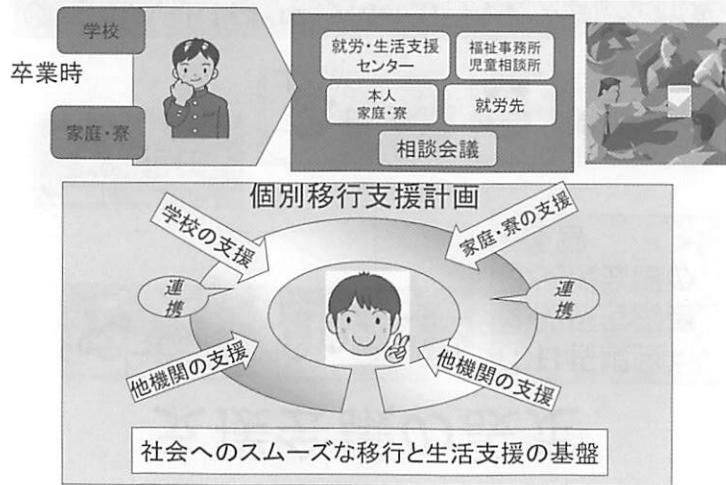 学校
卒業時
家庭・寮
就労・生活支援
センター
福祉事務所
児童相談所
本人
家庭・寮
就労先
相談会議
個別移行支援計画
学校の支援
家庭・寮の支援
連携
連携
他機関の支援
他機関の支援
社会へのスムーズな移行と生活支援の基盤